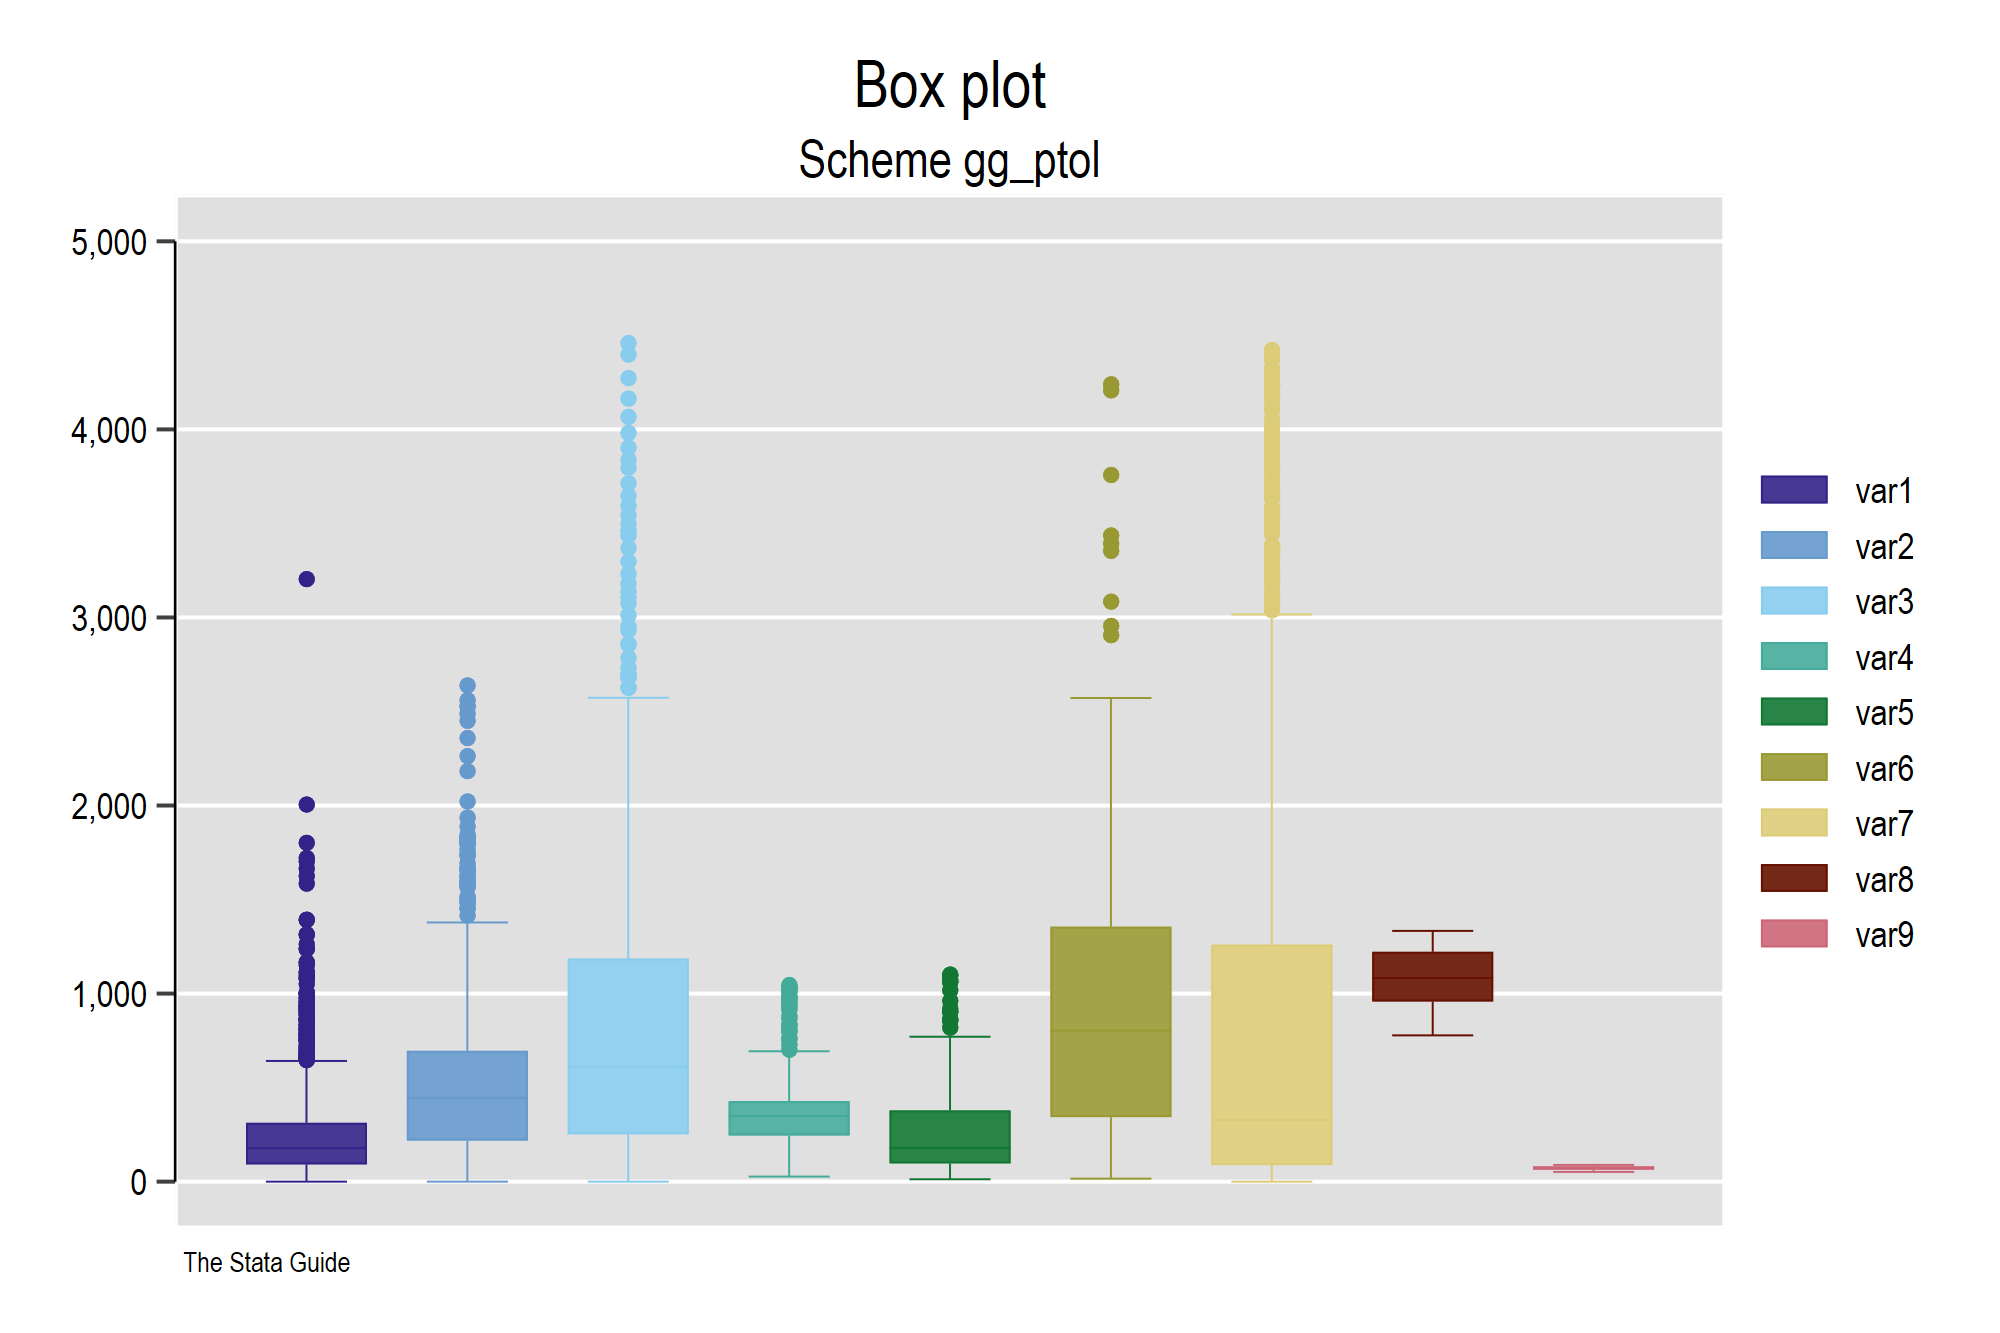 Box plot
Scheme gg_ptol
5,000
4,000
3,000
2,000
1,000
0
var1
var2
var3
var4
var5
var6
var7
var8
var9
The Stata Guide